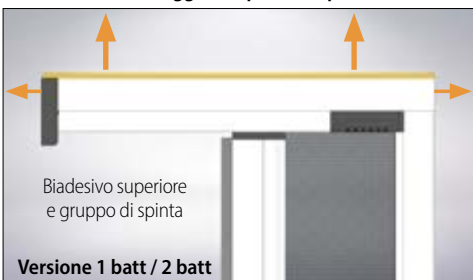 Biadesivo superiore
e gruppo di spinta
Versione 1 batt / 2 batt